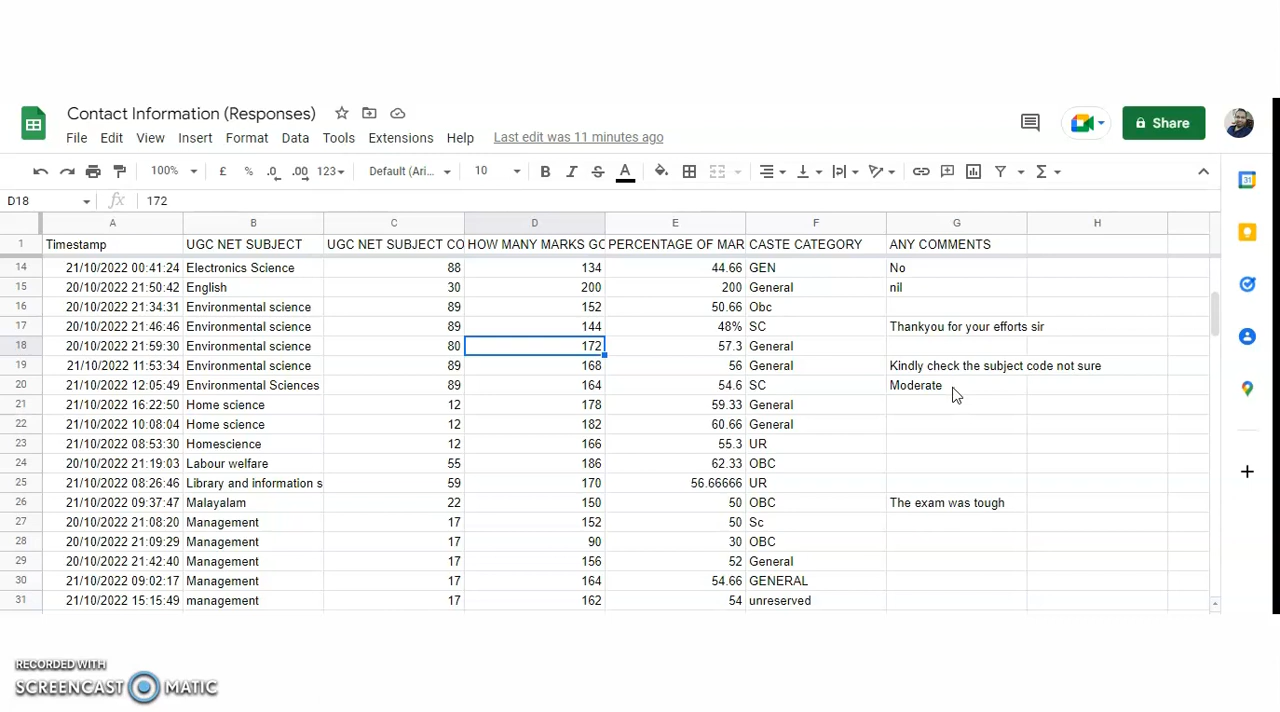 Contact Information (Responses)
File Edit View Insert Format Data Tools Extensions Help Last edit was 11 minutes ago
Share
100% £ % .0 .00 123 Default (Ari... 10 B I S A Σ
D18 fx 172
A B C D E F G H
1 Timestamp UGC NET SUBJECT UGC NET SUBJECT CO HOW MANY MARKS GO PERCENTAGE OF MAR CASTE CATEGORY ANY COMMENTS
14 21/10/2022 00:41:24 Electronics Science 88 134 44.66 GEN No
15 20/10/2022 21:50:42 English 30 200 200 General nil
16 20/10/2022 21:34:31 Environmental science 89 152 50.66 Obc
17 20/10/2022 21:46:46 Environmental science 89 144 48% SC Thankyou for your efforts sir
18 20/10/2022 21:59:30 Environmental science 80 172 57.3 General
19 21/10/2022 11:53:34 Environmental science 89 168 56 General Kindly check the subject code not sure
20 21/10/2022 12:05:49 Environmental Sciences 89 164 54.6 SC Moderate
21 21/10/2022 16:22:50 Home science 12 178 59.33 General
22 21/10/2022 10:08:04 Home science 12 182 60.66 General
23 21/10/2022 08:53:30 Homescience 12 166 55.3 UR
24 20/10/2022 21:19:03 Labour welfare 55 186 62.33 OBC
25 21/10/2022 08:26:46 Library and information s 59 170 56.66666 UR
26 21/10/2022 09:37:47 Malayalam 22 150 50 OBC The exam was tough
27 20/10/2022 21:08:20 Management 17 152 50 Sc
28 20/10/2022 21:09:29 Management 17 90 30 OBC
29 20/10/2022 21:42:40 Management 17 156 52 General
30 21/10/2022 09:02:17 Management 17 164 54.66 GENERAL
31 21/10/2022 15:15:49 management 17 162 54 unreserved
RECORDED WITH
SCREENCAST MATIC